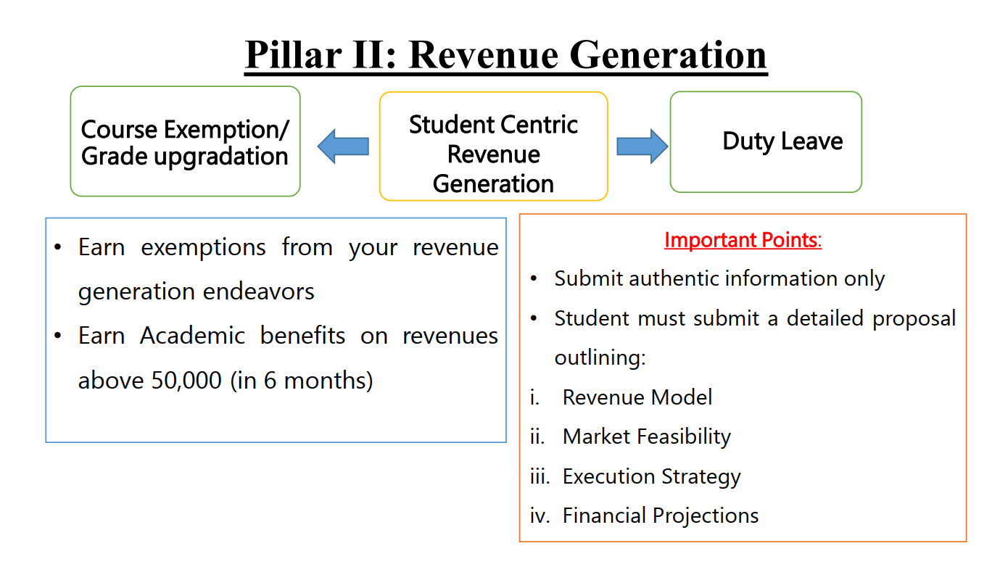 Pillar II: Revenue Generation
Course Exemption/
Grade upgradation
Student Centric
Revenue
Generation
Duty Leave
• Earn exemptions from your revenue
generation endeavors
• Earn Academic benefits on revenues
above 50,000 (in 6 months)
Important Points:
• Submit authentic information only
• Student must submit a detailed proposal
outlining:
i. Revenue Model
ii. Market Feasibility
iii. Execution Strategy
iv. Financial Projections